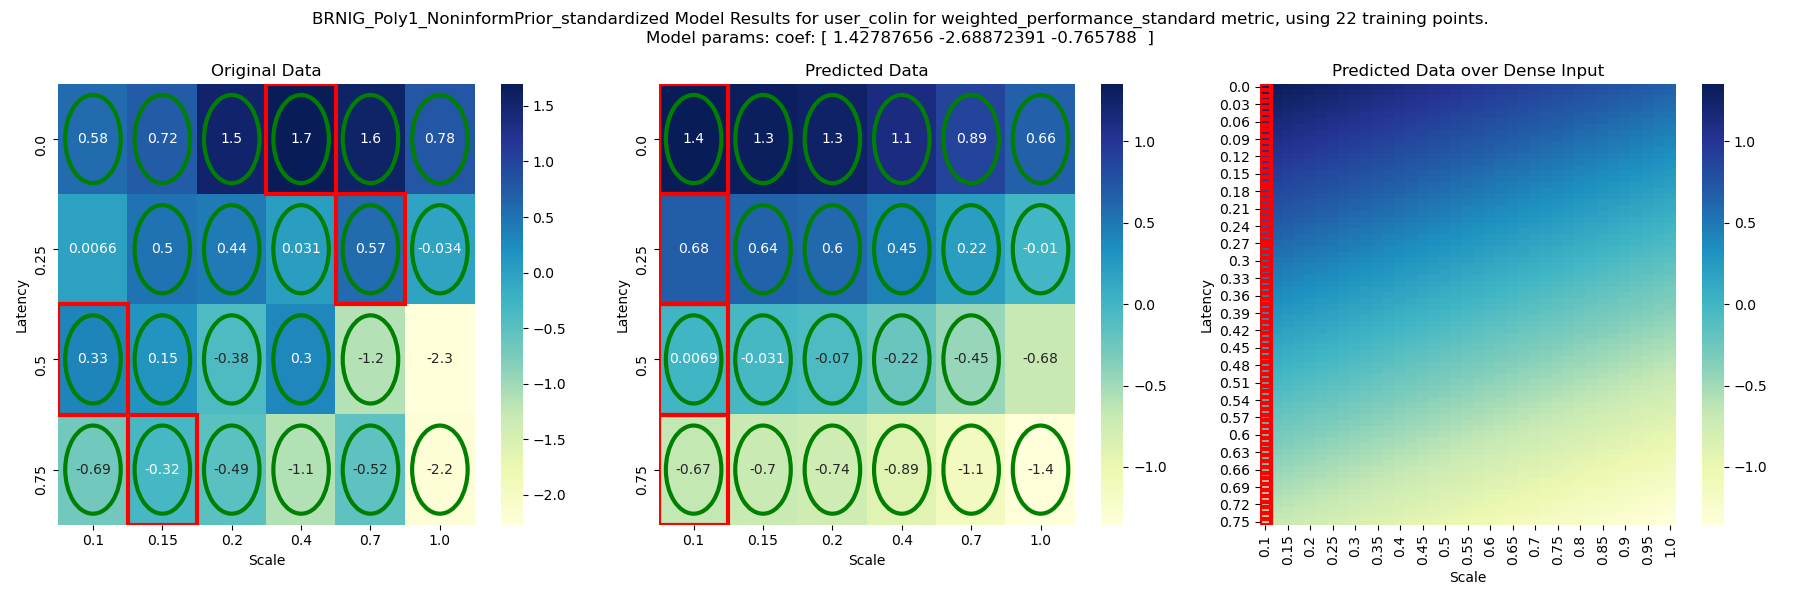 BRNIG_Poly1_NoninformPrior_standardized Model Results for user_colin for weighted_performance_standard metric, using 22 training points.
Model params: coef: [ 1.42787656 -2.68872391 -0.765788  ]
Original Data
0.58 0.72 1.5 1.7 1.6 0.78
0.0066 0.5 0.44 0.031 0.57 -0.034
0.33 0.15 -0.38 0.3 -1.2 -2.3
-0.69 -0.32 -0.49 -1.1 -0.52 -2.2
Latency
0.0
0.25
0.5
0.75
0.1 0.15 0.2 0.4 0.7 1.0
Scale
1.5
1.0
0.5
0.0
−0.5
−1.0
−1.5
−2.0
Predicted Data
1.4 1.3 1.3 1.1 0.89 0.66
0.68 0.64 0.6 0.45 0.22 -0.01
0.0069 -0.031 -0.07 -0.22 -0.45 -0.68
-0.67 -0.7 -0.74 -0.89 -1.1 -1.4
Latency
0.0
0.25
0.5
0.75
0.1 0.15 0.2 0.4 0.7 1.0
Scale
1.0
0.5
0.0
−0.5
−1.0
Predicted Data over Dense Input
Latency
0.0
0.03
0.06
0.09
0.12
0.15
0.18
0.21
0.24
0.27
0.3
0.33
0.36
0.39
0.42
0.45
0.48
0.51
0.54
0.57
0.6
0.63
0.66
0.69
0.72
0.75
0.1 0.15 0.2 0.25 0.3 0.35 0.4 0.45 0.5 0.55 0.6 0.65 0.7 0.75 0.8 0.85 0.9 0.95 1.0
Scale
1.0
0.5
0.0
−0.5
−1.0